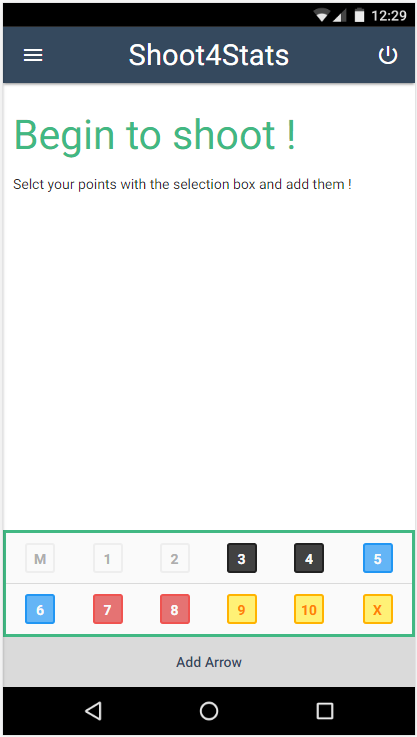 12:29
Shoot4Stats
Begin to shoot !
Selct your points with the selection box and add them !
M 1 2 3 4 5
6 7 8 9 10 X
Add Arrow